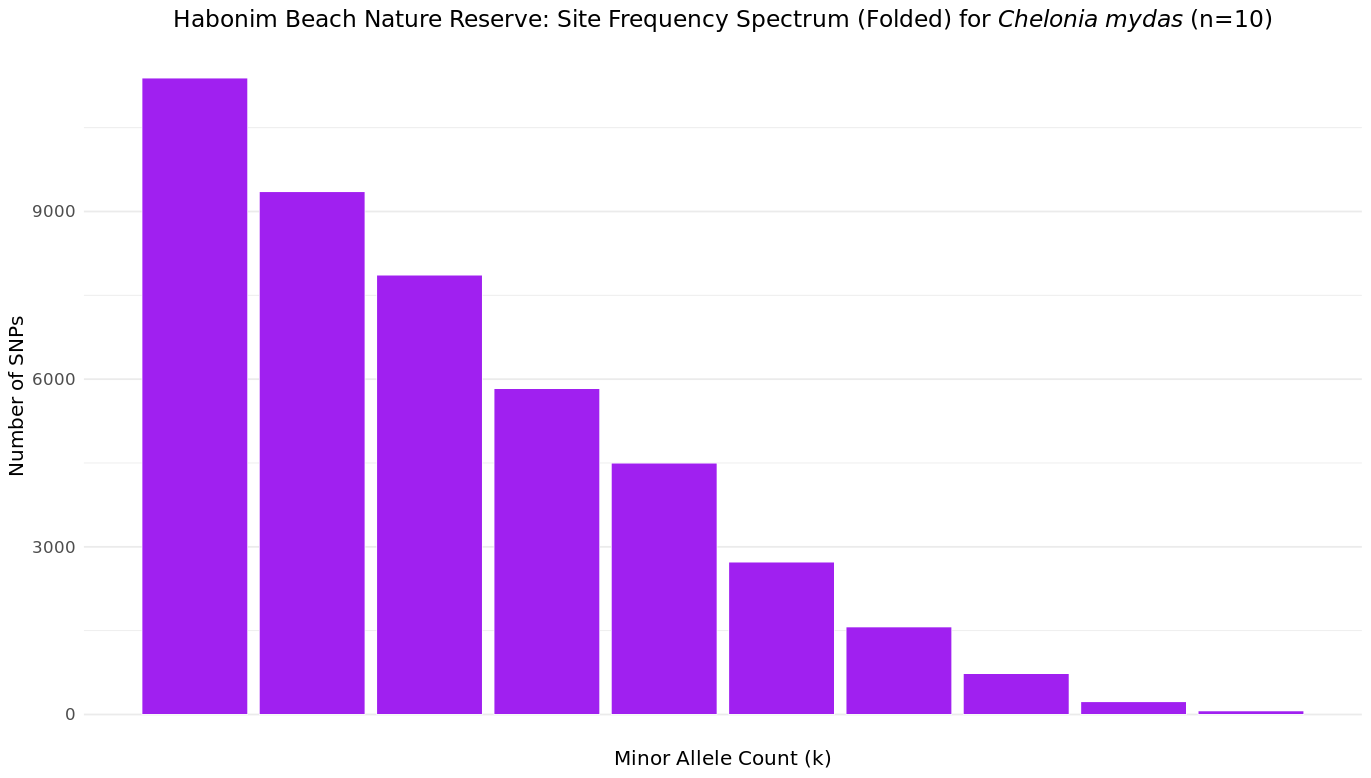 Habonim Beach Nature Reserve: Site Frequency Spectrum (Folded) for Chelonia mydas (n=10)
9000
6000
3000
0
Number of SNPs
Minor Allele Count (k)